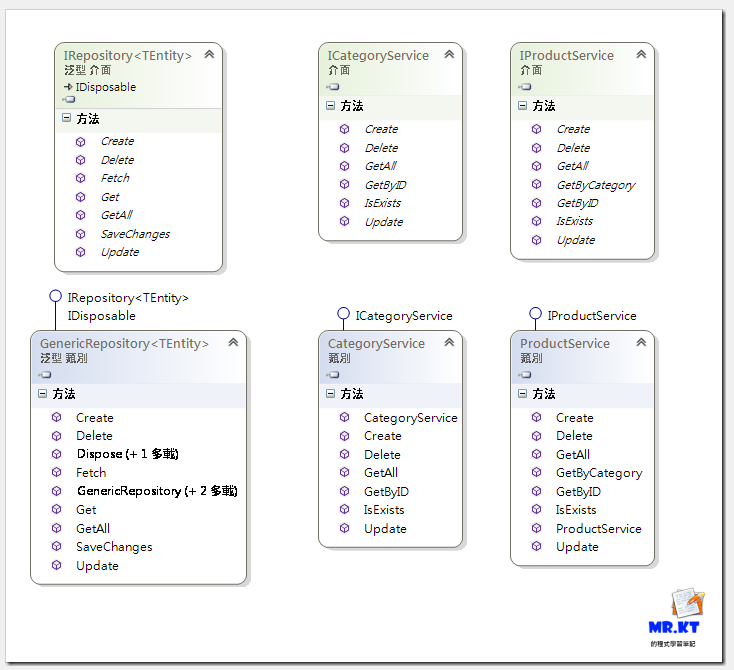 IRepository<TEntity>
泛型 介面
IDisposable
方法
Create
Delete
Fetch
Get
GetAll
SaveChanges
Update
ICategoryService
介面
方法
Create
Delete
GetAll
GetByID
IsExists
Update
IProductService
介面
方法
Create
Delete
GetAll
GetByCategory
GetByID
IsExists
Update
IRepository<TEntity>
IDisposable
GenericRepository<TEntity>
泛型 類別
方法
Create
Delete
Dispose (+ 1 多載)
Fetch
GenericRepository (+ 2 多載)
Get
GetAll
SaveChanges
Update
ICategoryService
CategoryService
類別
方法
CategoryService
Create
Delete
GetAll
GetByID
IsExists
Update
IProductService
ProductService
類別
方法
Create
Delete
GetAll
GetByCategory
GetByID
IsExists
ProductService
Update
MR.KT
的程式學習筆記